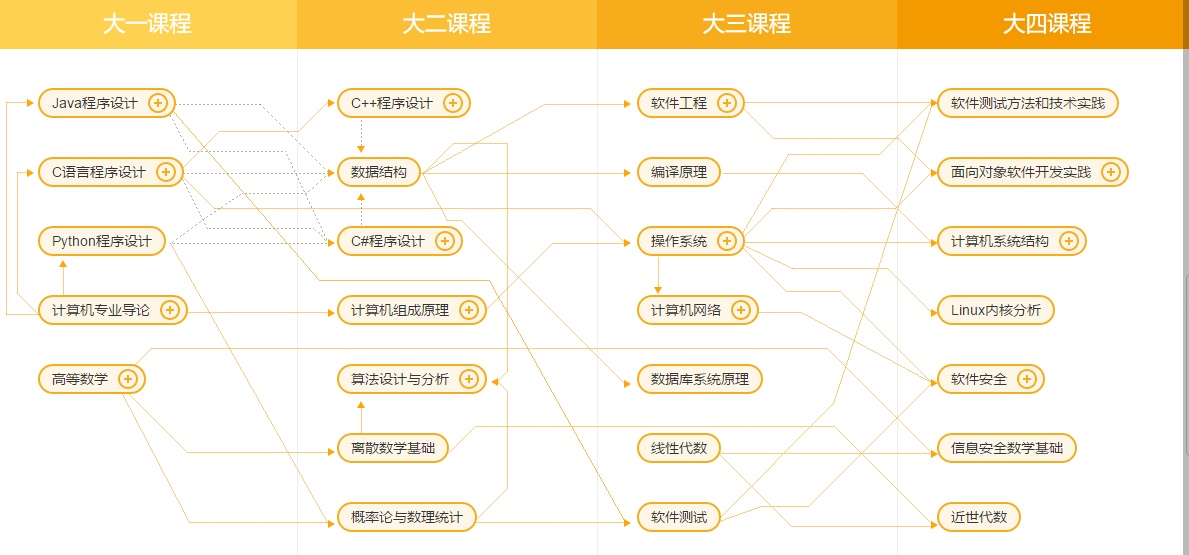 大一课程
大二课程
大三课程
大四课程
Java程序设计
C++程序设计
软件工程
软件测试方法和技术实践
C语言程序设计
数据结构
编译原理
面向对象软件开发实践
Python程序设计
C#程序设计
操作系统
计算机系统结构
计算机专业导论
计算机组成原理
计算机网络
Linux内核分析
高等数学
算法设计与分析
数据库系统原理
软件安全
离散数学基础
线性代数
信息安全数学基础
概率论与数理统计
软件测试
近世代数